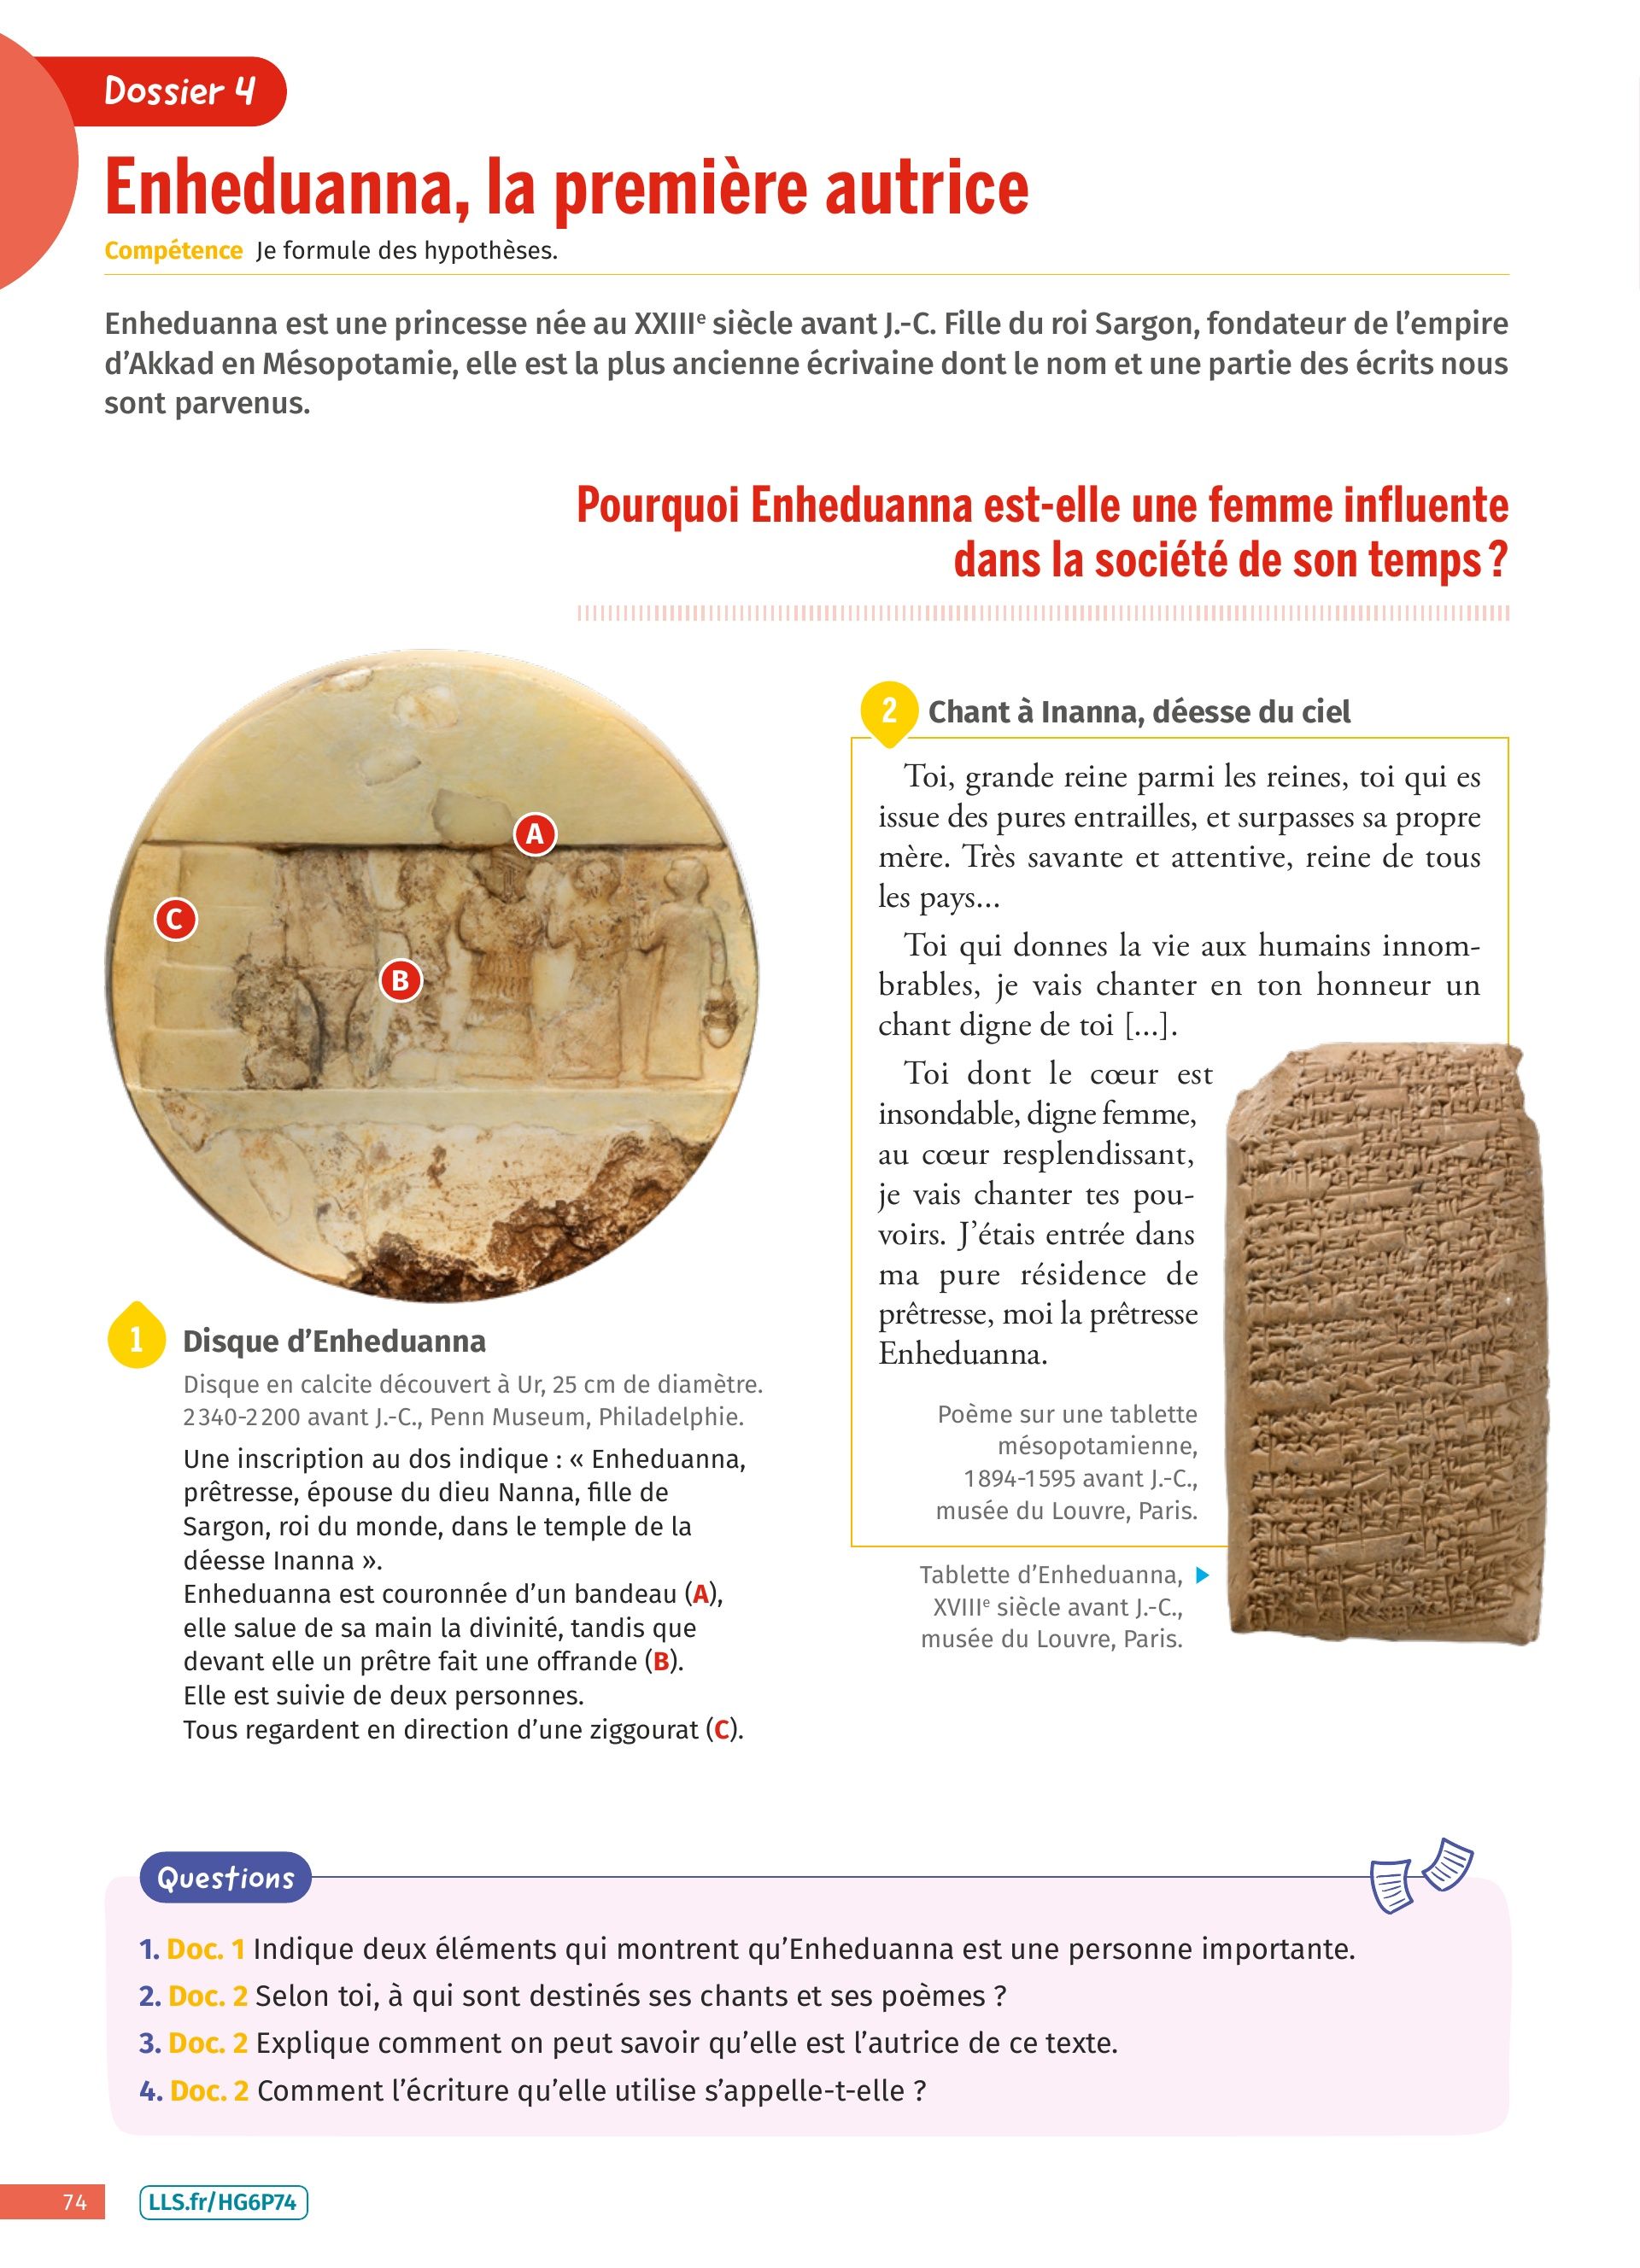 Dossier 4
Enheduanna, la première autrice
Compétence Je formule des hypothèses.
Enheduanna est une princesse née au XXIIIᵉ siècle avant J.-C. Fille du roi Sargon, fondateur de l’empire
d’Akkad en Mésopotamie, elle est la plus ancienne écrivaine dont le nom et une partie des écrits nous
sont parvenus.
Pourquoi Enheduanna est-elle une femme influente
dans la société de son temps ?
A
C
B
1 Disque d’Enheduanna
Disque en calcite découvert à Ur, 25 cm de diamètre.
2340-2200 avant J.-C., Penn Museum, Philadelphie.
Une inscription au dos indique : « Enheduanna,
prêtresse, épouse du dieu Nanna, fille de
Sargon, roi du monde, dans le temple de la
déesse Inanna ».
Enheduanna est couronnée d’un bandeau (A),
elle salue de sa main la divinité, tandis que
devant elle un prêtre fait une offrande (B).
Elle est suivie de deux personnes.
Tous regardent en direction d’une ziggourat (C).
2 Chant à Inanna, déesse du ciel
Toi, grande reine parmi les reines, toi qui es
issue des pures entrailles, et surpasses sa propre
mère. Très savante et attentive, reine de tous
les pays...
Toi qui donnes la vie aux humains innom-
brables, je vais chanter en ton honneur un
chant digne de toi [...].
Toi dont le cœur est
insondable, digne femme,
au cœur resplendissant,
je vais chanter tes pou-
voirs. J’étais entrée dans
ma pure résidence de
prêtresse, moi la prêtresse
Enheduanna.
Poème sur une tablette
mésopotamienne,
1894-1595 avant J.-C.,
musée du Louvre, Paris.
Tablette d’Enheduanna,
XVIIIᵉ siècle avant J.-C.,
musée du Louvre, Paris.
Questions
1. Doc. 1 Indique deux éléments qui montrent qu’Enheduanna est une personne importante.
2. Doc. 2 Selon toi, à qui sont destinés ses chants et ses poèmes ?
3. Doc. 2 Explique comment on peut savoir qu’elle est l’autrice de ce texte.
4. Doc. 2 Comment l’écriture qu’elle utilise s’appelle-t-elle ?
74
LLS.fr/HG6P74